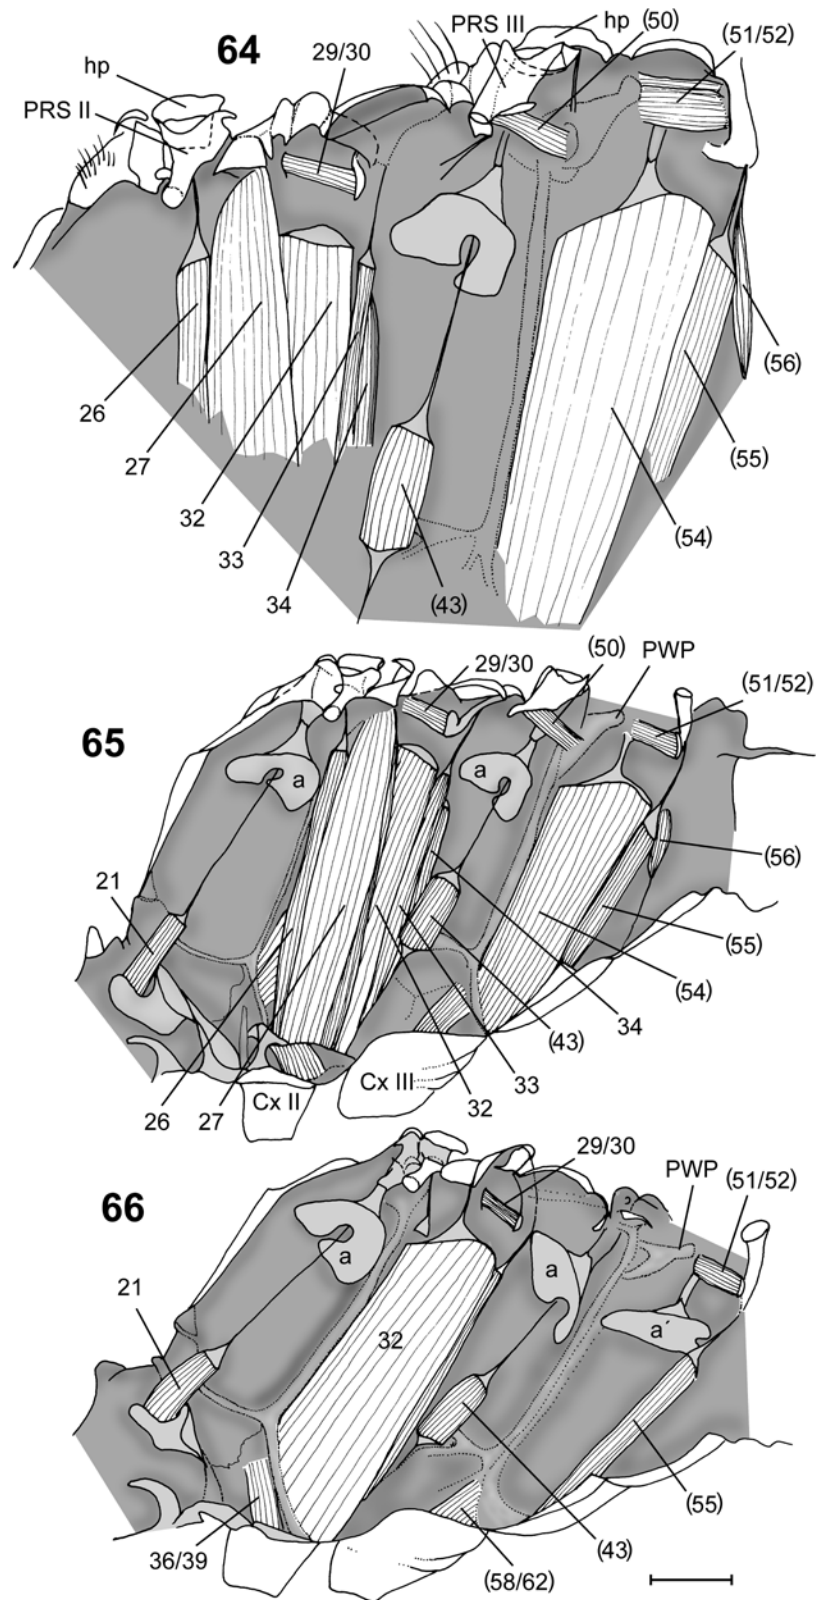 64
hp
PRS II
29/30
PRS III
hp
(50)
(51/52)
26
27
32
33
34
(43)
(54)
(55)
(56)
65
29/30
(50)
PWP
(51/52)
a
a
21
(56)
(55)
(54)
34
(43)
33
32
27
26
Cx II
Cx III
66
29/30
PWP
(51/52)
a
a
a´
21
32
36/39
(58/62)
(43)
(55)